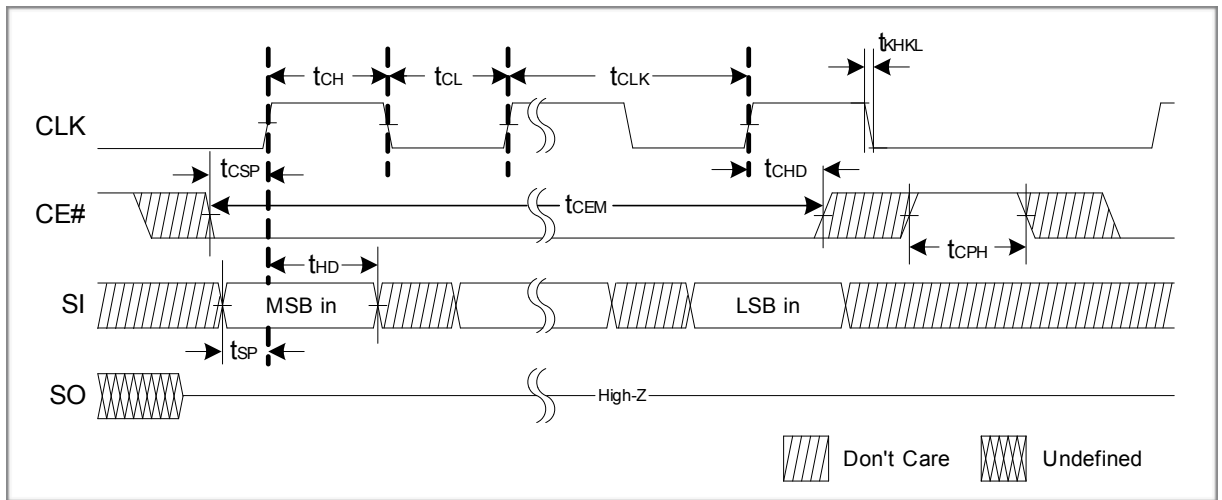 tKHKL
tCH
tCL
tCLK
CLK
tCSP
tCHD
CE#
tCEM
tCPH
tHD
SI
MSB in
LSB in
tSP
SO
High-Z
Don't Care
Undefined